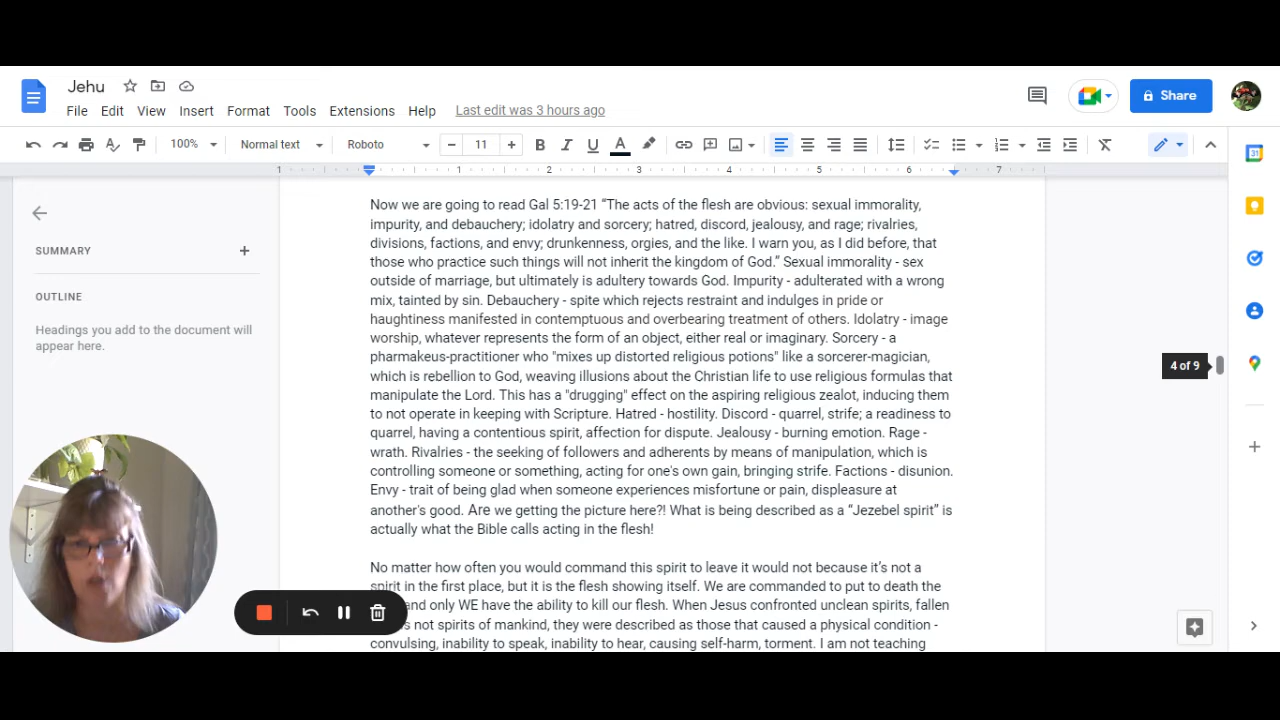 Jehu
File Edit View Insert Format Tools Extensions Help Last edit was 3 hours ago
Share
100% Normal text Roboto 11 B I U A
1 1 2 3 4 5 6 7
Now we are going to read Gal 5:19-21 “The acts of the flesh are obvious: sexual immorality,
impurity, and debauchery; idolatry and sorcery; hatred, discord, jealousy, and rage; rivalries,
divisions, factions, and envy; drunkenness, orgies, and the like. I warn you, as I did before, that
those who practice such things will not inherit the kingdom of God.” Sexual immorality - sex
outside of marriage, but ultimately is adultery towards God. Impurity - adulterated with a wrong
mix, tainted by sin. Debauchery - spite which rejects restraint and indulges in pride or
haughtiness manifested in contemptuous and overbearing treatment of others. Idolatry - image
worship, whatever represents the form of an object, either real or imaginary. Sorcery - a
pharmakeus-practitioner who "mixes up distorted religious potions" like a sorcerer-magician,
which is rebellion to God, weaving illusions about the Christian life to use religious formulas that
manipulate the Lord. This has a "drugging" effect on the aspiring religious zealot, inducing them
to not operate in keeping with Scripture. Hatred - hostility. Discord - quarrel, strife; a readiness to
quarrel, having a contentious spirit, affection for dispute. Jealousy - burning emotion. Rage -
wrath. Rivalries - the seeking of followers and adherents by means of manipulation, which is
controlling someone or something, acting for one's own gain, bringing strife. Factions - disunion.
Envy - trait of being glad when someone experiences misfortune or pain, displeasure at
another's good. Are we getting the picture here?! What is being described as a “Jezebel spirit” is
actually what the Bible calls acting in the flesh!
No matter how often you would command this spirit to leave it would not because it’s not a
spirit in the first place, but it is the flesh showing itself. We are commanded to put to death the
and only WE have the ability to kill our flesh. When Jesus confronted unclean spirits, fallen
not spirits of mankind, they were described as those that caused a physical condition -
convulsing, inability to speak, inability to hear, causing self-harm, torment. I am not teaching
SUMMARY +
OUTLINE
Headings you add to the document will
appear here.
4 of 9
31